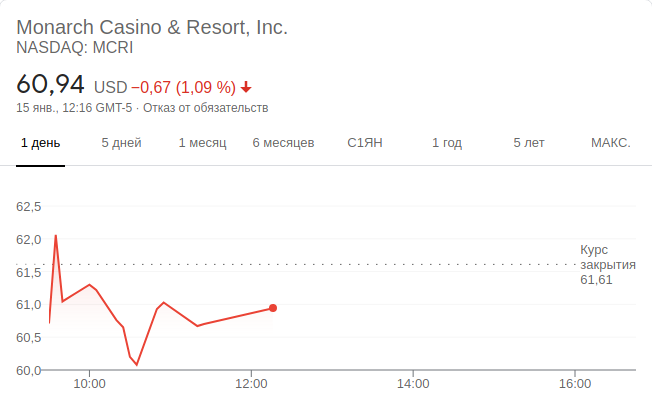 Monarch Casino & Resort, Inc.
NASDAQ: MCRI
60,94 USD −0,67 (1,09 %)
15 янв., 12:16 GMT-5 · Отказ от обязательств
1 день 5 дней 1 месяц 6 месяцев С1ЯН 1 год 5 лет МАКС.
62,5
62,0
61,5
61,0
60,5
60,0
Курс
закрытия
61,61
10:00 12:00 14:00 16:00